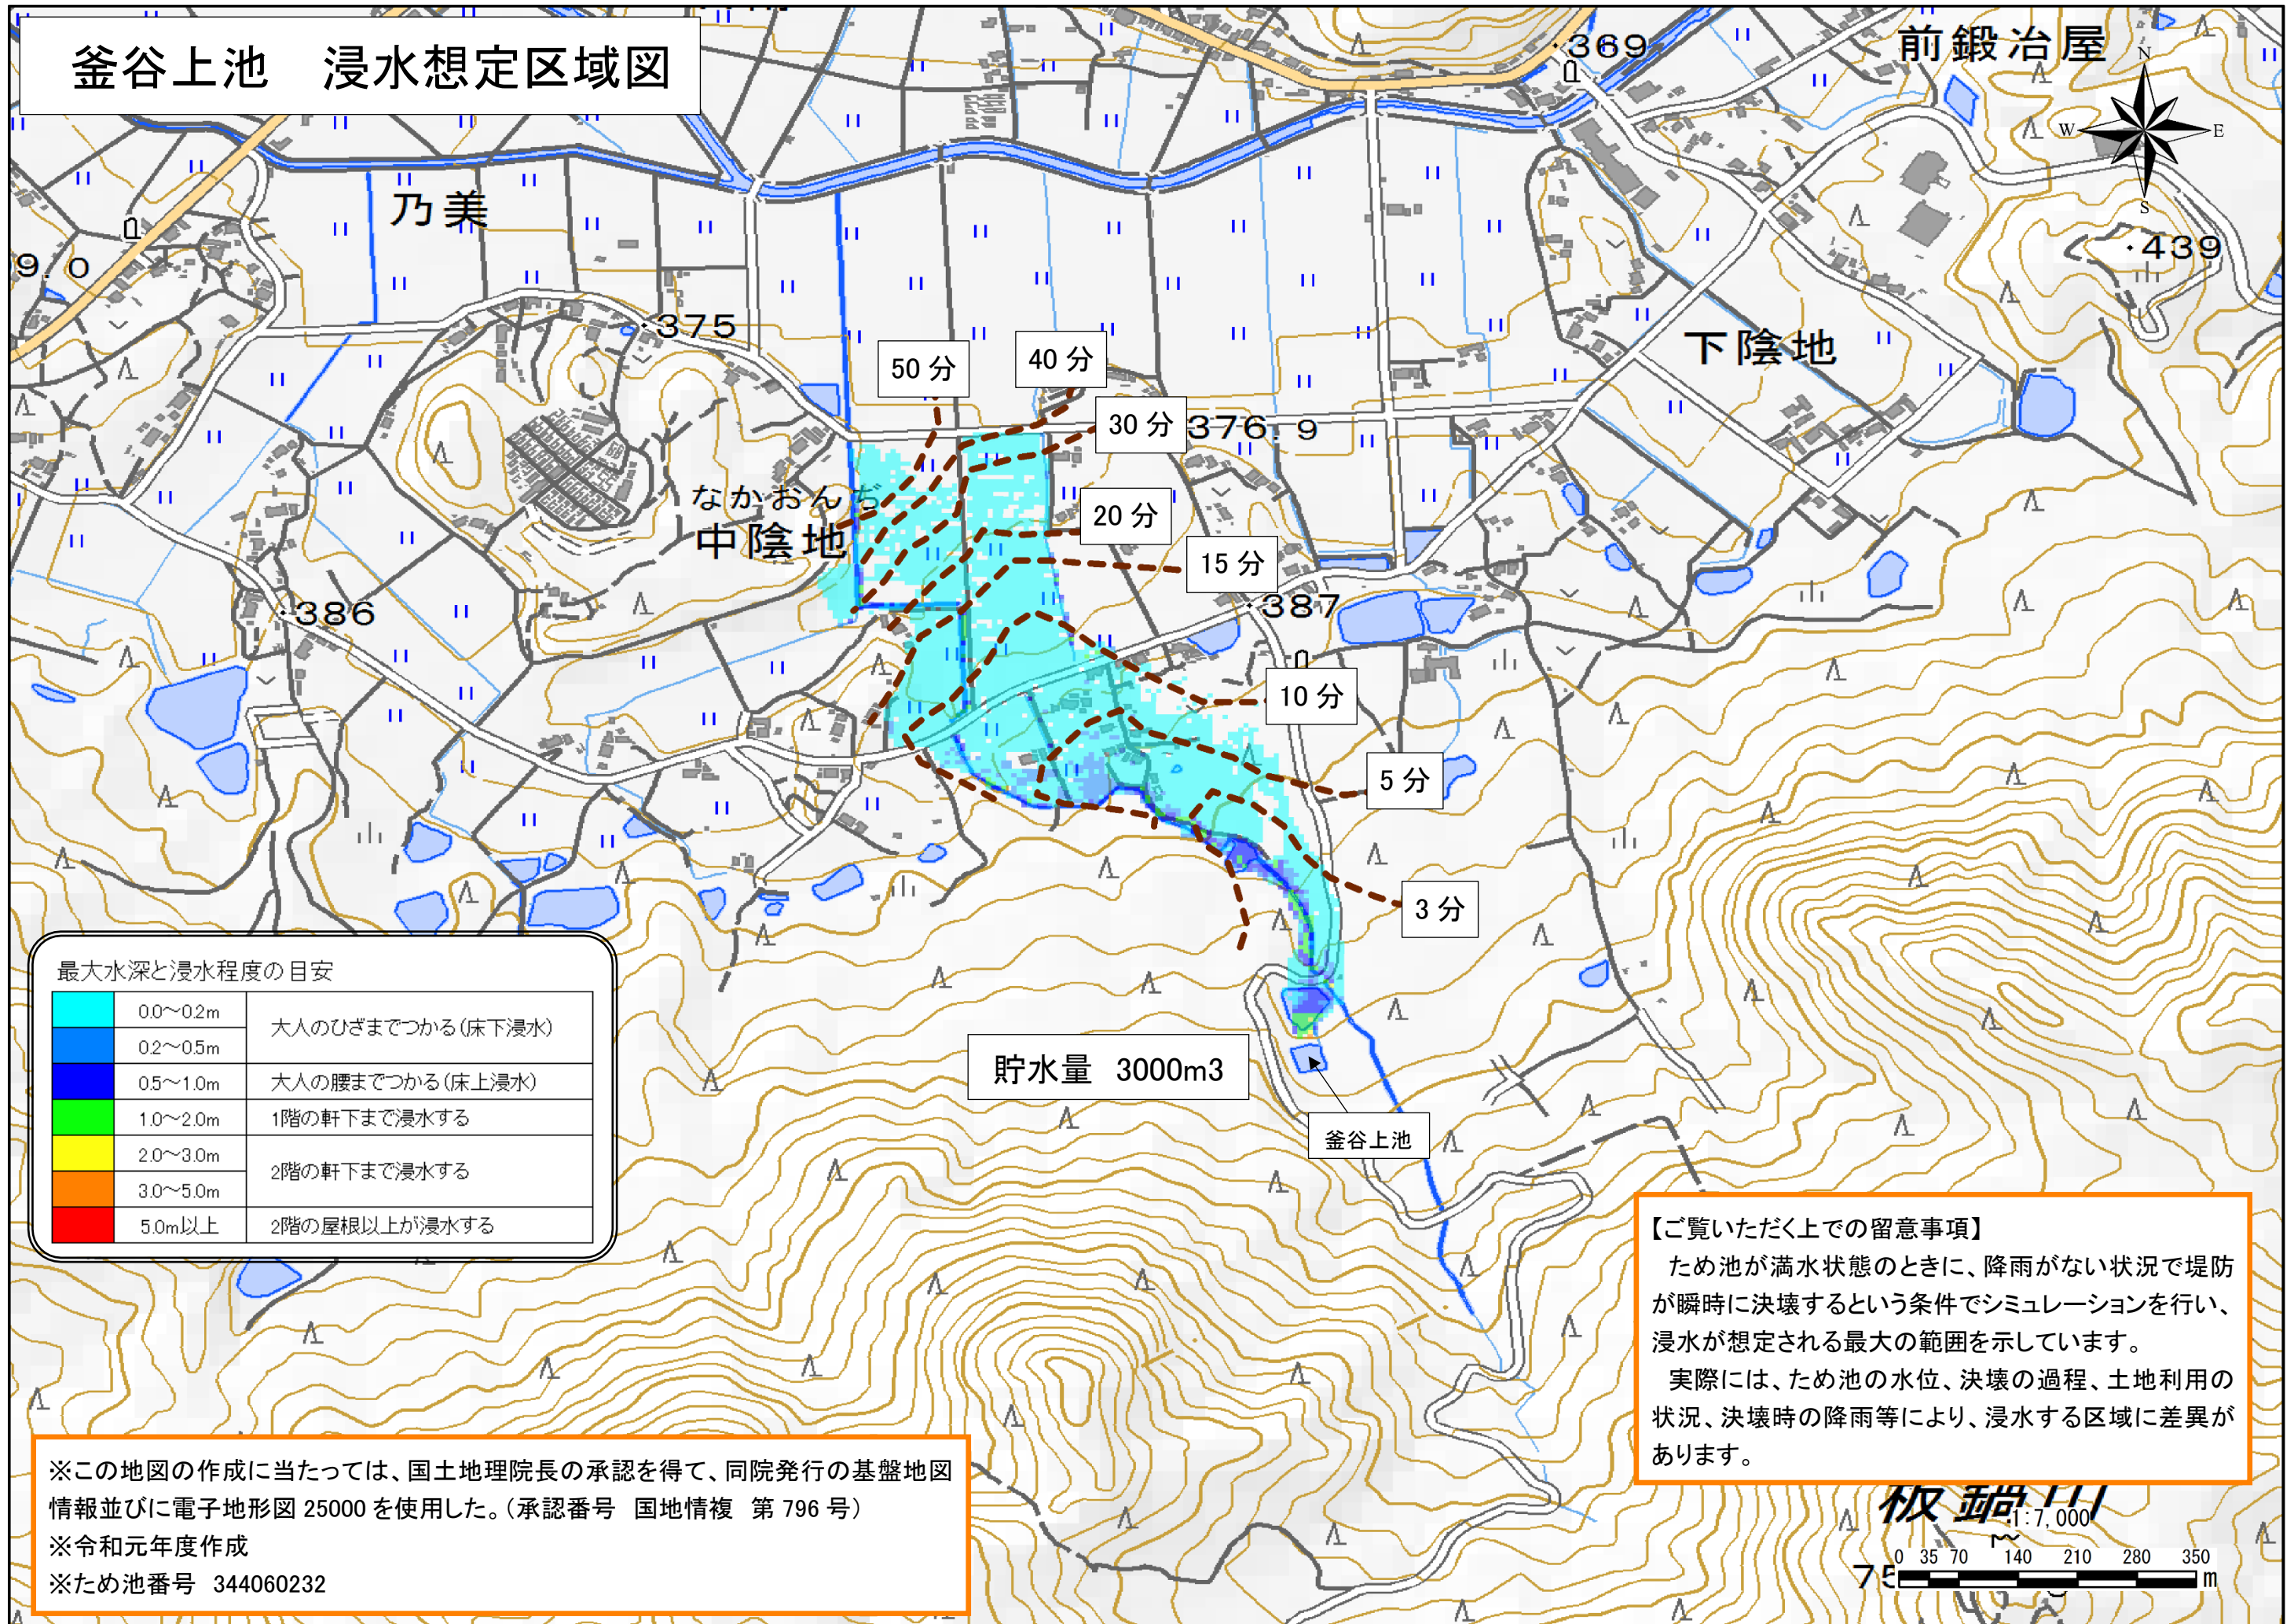 釜谷上池　浸水想定区域図
369
前鍛冶屋
N
W
E
S
乃美
9.0
439
375
下陰地
50分
40分
30分
376.9
なかおんぢ
中陰地
20分
15分
387
386
10分
5分
3分
最大水深と浸水程度の目安
0.0～0.2m
大人のひざまでつかる(床下浸水)
0.2～0.5m
0.5～1.0m
大人の腰までつかる(床上浸水)
1.0～2.0m
1階の軒下まで浸水する
2.0～3.0m
2階の軒下まで浸水する
3.0～5.0m
5.0m以上
2階の屋根以上が浸水する
貯水量　3000m3
釜谷上池
【ご覧いただく上での留意事項】
ため池が満水状態のときに、降雨がない状況で堤防
が瞬時に決壊するという条件でシミュレーションを行い、
浸水が想定される最大の範囲を示しています。
実際には、ため池の水位、決壊の過程、土地利用の
状況、決壊時の降雨等により、浸水する区域に差異が
あります。
※この地図の作成に当たっては、国土地理院長の承認を得て、同院発行の基盤地図
情報並びに電子地形図25000を使用した。（承認番号　国地情複　第796号）
※令和元年度作成
※ため池番号　344060232
板鍋川
1:7,000
0 35 70 140 210 280 350
m
75